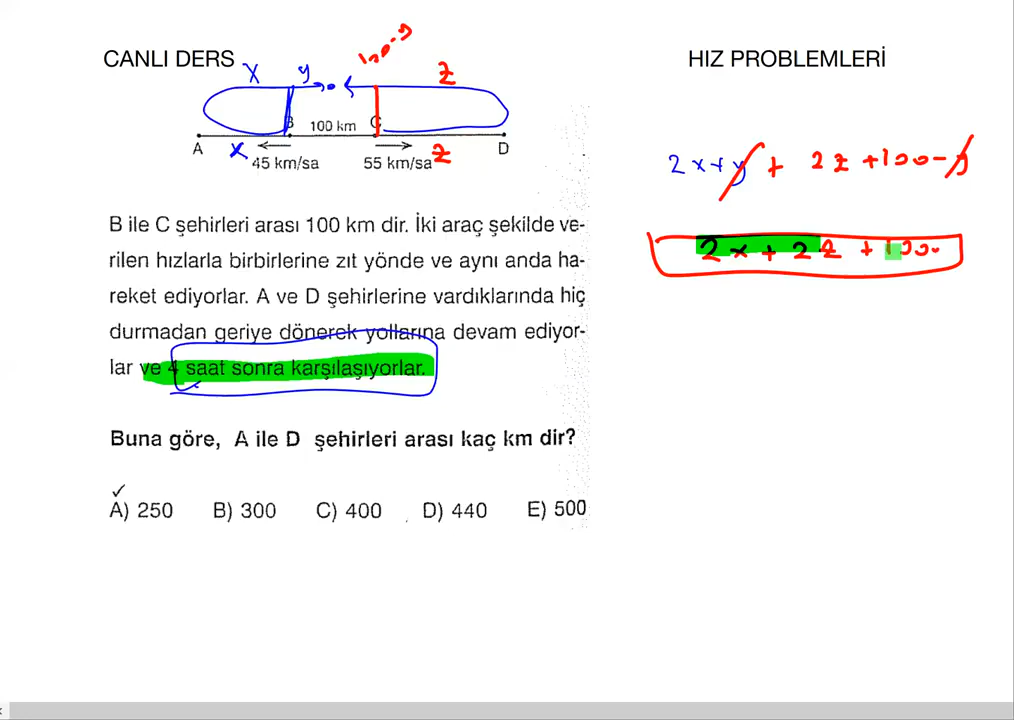 CANLI DERS
HIZ PROBLEMLERİ
100-y
x y z
B 100 km C
A x 45 km/sa 55 km/sa z D
2x+y + 2z+100-y
2x + 2z + 100
B ile C şehirleri arası 100 km dir. İki araç şekilde ve-
rilen hızlarla birbirlerine zıt yönde ve aynı anda ha-
reket ediyorlar. A ve D şehirlerine vardıklarında hiç
durmadan geriye dönerek yollarına devam ediyor-
lar ve 4 saat sonra karşılaşıyorlar.
Buna göre, A ile D şehirleri arası kaç km dir?
A) 250 B) 300 C) 400 D) 440 E) 500